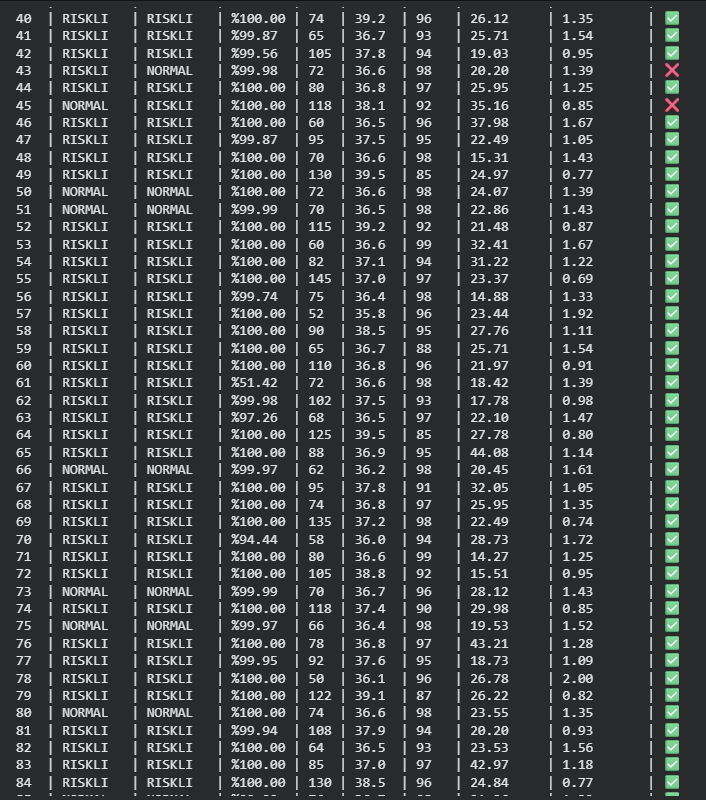 40 | RISKLI | RISKLI | %100.00 | 74 | 39.2 | 96 | 26.12 | 1.35 | ✅
41 | RISKLI | RISKLI | %99.87 | 65 | 36.7 | 93 | 25.71 | 1.54 | ✅
42 | RISKLI | RISKLI | %99.56 | 105 | 37.8 | 94 | 19.03 | 0.95 | ✅
43 | RISKLI | NORMAL | %99.98 | 72 | 36.6 | 98 | 20.20 | 1.39 | ❌
44 | RISKLI | RISKLI | %100.00 | 80 | 36.8 | 97 | 25.95 | 1.25 | ✅
45 | NORMAL | RISKLI | %100.00 | 118 | 38.1 | 92 | 35.16 | 0.85 | ❌
46 | RISKLI | RISKLI | %100.00 | 60 | 36.5 | 96 | 37.98 | 1.67 | ✅
47 | RISKLI | RISKLI | %99.87 | 95 | 37.5 | 95 | 22.49 | 1.05 | ✅
48 | RISKLI | RISKLI | %100.00 | 70 | 36.6 | 98 | 15.31 | 1.43 | ✅
49 | RISKLI | RISKLI | %100.00 | 130 | 39.5 | 85 | 24.97 | 0.77 | ✅
50 | NORMAL | NORMAL | %100.00 | 72 | 36.6 | 98 | 24.07 | 1.39 | ✅
51 | NORMAL | NORMAL | %99.99 | 70 | 36.5 | 98 | 22.86 | 1.43 | ✅
52 | RISKLI | RISKLI | %100.00 | 115 | 39.2 | 92 | 21.48 | 0.87 | ✅
53 | RISKLI | RISKLI | %100.00 | 60 | 36.6 | 99 | 32.41 | 1.67 | ✅
54 | RISKLI | RISKLI | %100.00 | 82 | 37.1 | 94 | 31.22 | 1.22 | ✅
55 | RISKLI | RISKLI | %100.00 | 145 | 37.0 | 97 | 23.37 | 0.69 | ✅
56 | RISKLI | RISKLI | %99.74 | 75 | 36.4 | 98 | 14.88 | 1.33 | ✅
57 | RISKLI | RISKLI | %100.00 | 52 | 35.8 | 96 | 23.44 | 1.92 | ✅
58 | RISKLI | RISKLI | %100.00 | 90 | 38.5 | 95 | 27.76 | 1.11 | ✅
59 | RISKLI | RISKLI | %100.00 | 65 | 36.7 | 88 | 25.71 | 1.54 | ✅
60 | RISKLI | RISKLI | %100.00 | 110 | 36.8 | 96 | 21.97 | 0.91 | ✅
61 | RISKLI | RISKLI | %51.42 | 72 | 36.6 | 98 | 18.42 | 1.39 | ✅
62 | RISKLI | RISKLI | %99.98 | 102 | 37.5 | 93 | 17.78 | 0.98 | ✅
63 | RISKLI | RISKLI | %97.26 | 68 | 36.5 | 97 | 22.10 | 1.47 | ✅
64 | RISKLI | RISKLI | %100.00 | 125 | 39.5 | 85 | 27.78 | 0.80 | ✅
65 | RISKLI | RISKLI | %100.00 | 88 | 36.9 | 95 | 44.08 | 1.14 | ✅
66 | NORMAL | NORMAL | %99.97 | 62 | 36.2 | 98 | 20.45 | 1.61 | ✅
67 | RISKLI | RISKLI | %100.00 | 95 | 37.8 | 91 | 32.05 | 1.05 | ✅
68 | RISKLI | RISKLI | %100.00 | 74 | 36.8 | 97 | 25.95 | 1.35 | ✅
69 | RISKLI | RISKLI | %100.00 | 135 | 37.2 | 98 | 22.49 | 0.74 | ✅
70 | RISKLI | RISKLI | %94.44 | 58 | 36.0 | 94 | 28.73 | 1.72 | ✅
71 | RISKLI | RISKLI | %100.00 | 80 | 36.6 | 99 | 14.27 | 1.25 | ✅
72 | RISKLI | RISKLI | %100.00 | 105 | 38.8 | 92 | 15.51 | 0.95 | ✅
73 | NORMAL | NORMAL | %99.99 | 70 | 36.7 | 96 | 28.12 | 1.43 | ✅
74 | RISKLI | RISKLI | %100.00 | 118 | 37.4 | 90 | 29.98 | 0.85 | ✅
75 | NORMAL | NORMAL | %99.97 | 66 | 36.4 | 98 | 19.53 | 1.52 | ✅
76 | RISKLI | RISKLI | %100.00 | 78 | 36.8 | 97 | 43.21 | 1.28 | ✅
77 | RISKLI | RISKLI | %99.95 | 92 | 37.6 | 95 | 18.73 | 1.09 | ✅
78 | RISKLI | RISKLI | %100.00 | 50 | 36.1 | 96 | 26.78 | 2.00 | ✅
79 | RISKLI | RISKLI | %100.00 | 122 | 39.1 | 87 | 26.22 | 0.82 | ✅
80 | NORMAL | NORMAL | %100.00 | 74 | 36.6 | 98 | 23.55 | 1.35 | ✅
81 | RISKLI | RISKLI | %99.94 | 108 | 37.9 | 94 | 20.20 | 0.93 | ✅
82 | RISKLI | RISKLI | %100.00 | 64 | 36.5 | 93 | 23.53 | 1.56 | ✅
83 | RISKLI | RISKLI | %100.00 | 85 | 37.0 | 97 | 42.97 | 1.18 | ✅
84 | RISKLI | RISKLI | %100.00 | 130 | 38.5 | 96 | 24.84 | 0.77 | ✅